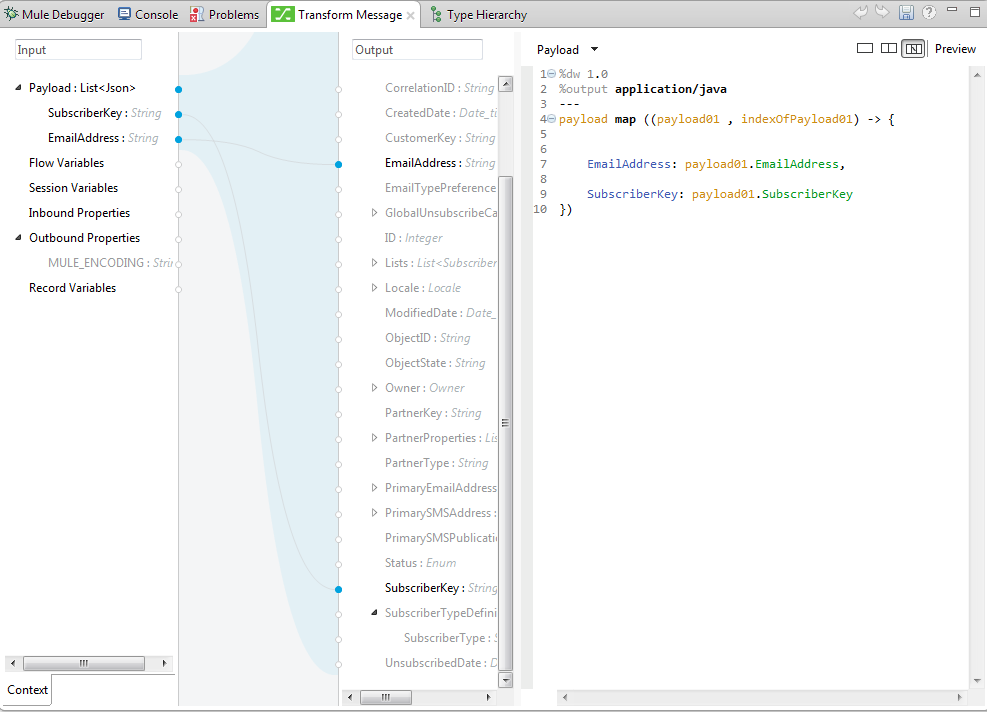 Mule Debugger Console Problems Transform Message Type Hierarchy
Input
Payload : List<Json>
SubscriberKey : String
EmailAddress : String
Flow Variables
Session Variables
Inbound Properties
Outbound Properties
MULE_ENCODING : Strin
Record Variables
Context
Output
CorrelationID : String
CreatedDate : Date_ti
CustomerKey : String
EmailAddress : String
EmailTypePreference
GlobalUnsubscribeCa
ID : Integer
Lists : List<Subscriber
Locale : Locale
ModifiedDate : Date_
ObjectID : String
ObjectState : String
Owner : Owner
PartnerKey : String
PartnerProperties : Lis
PartnerType : String
PrimaryEmailAddress
PrimarySMSAddress :
PrimarySMSPublicatio
Status : Enum
SubscriberKey : String
SubscriberTypeDefini
SubscriberType : S
UnsubscribedDate : D
Payload Preview
1 %dw 1.0
2 %output application/java
3 ---
4 payload map ((payload01 , indexOfPayload01) -> {
5
6
7 EmailAddress: payload01.EmailAddress,
8
9 SubscriberKey: payload01.SubscriberKey
10 })